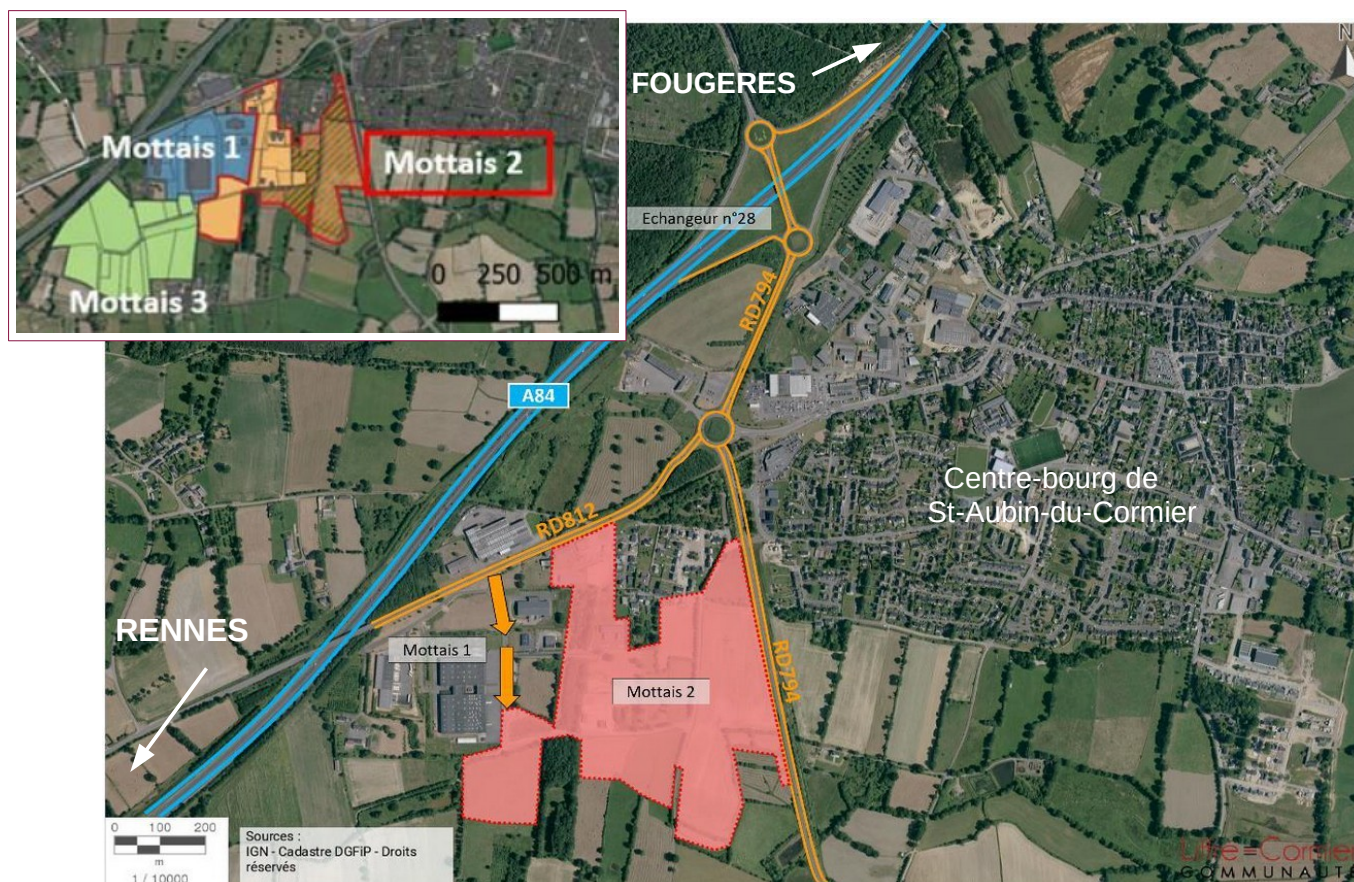 Mottais 1
Mottais 2
0 250 500 m
Mottais 3
FOUGERES
N
Echangeur n°28
RD794
A84
Centre-bourg de
St-Aubin-du-Cormier
RD812
RENNES
Mottais 1
Mottais 2
RD794
0 100 200
m
1 / 10000
Sources :
IGN - Cadastre DGFiP - Droits
réservés
Liffré=Cormier
COMMUNAUTÉ